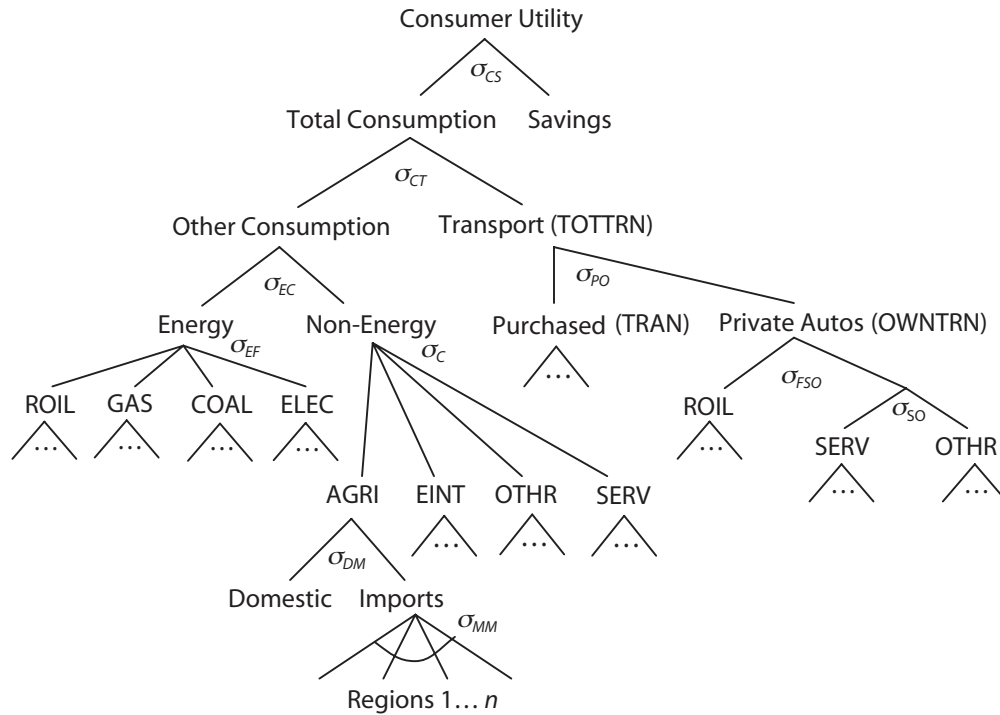 Consumer Utility
σCS
Total Consumption Savings
σCT
Other Consumption Transport (TOTTRN)
σEC σPO
Energy Non-Energy Purchased (TRAN) Private Autos (OWNTRN)
σEF σC ... σFSO
ROIL GAS COAL ELEC ROIL σSO
... ... ... ... ... SERV OTHR
... ...
AGRI EINT OTHR SERV
σDM ... ... ...
Domestic Imports
σMM
Regions 1... n